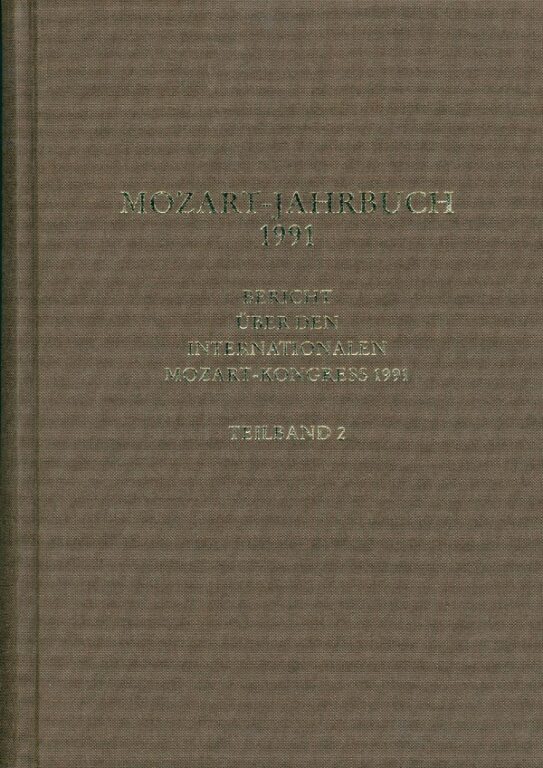 MOZART-JAHRBUCH
1991
BERICHT
ÜBER DEN
INTERNATIONALEN
MOZART-KONGRESS 1991
TEILBAND 2